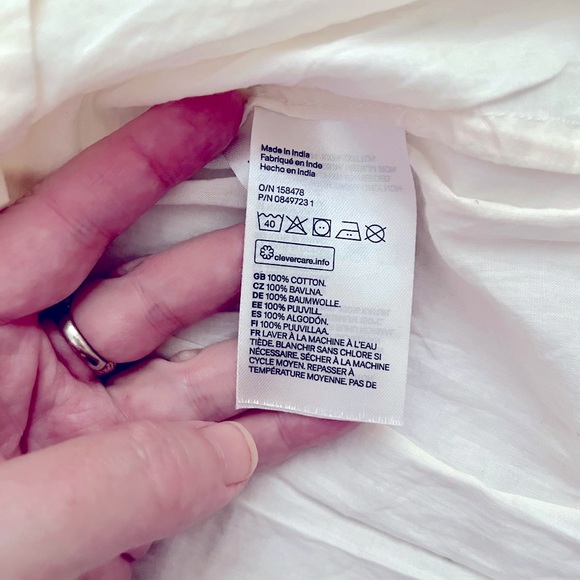 Made in India
Fabriqué en Inde
Hecho en India
O/N 158478
P/N 0849723 1
40
clevercare.info
GB 100% COTTON.
CZ 100% BAVLNA.
DE 100% BAUMWOLLE.
EE 100% PUUVILL.
ES 100% ALGODÓN.
FI 100% PUUVILLAA.
FR LAVER À LA MACHINE À L'EAU
TIÈDE. BLANCHIR SANS CHLORE SI
NÉCESSAIRE. SÉCHER À LA MACHINE
CYCLE MOYEN. REPASSER À
TEMPÉRATURE MOYENNE. PAS DE